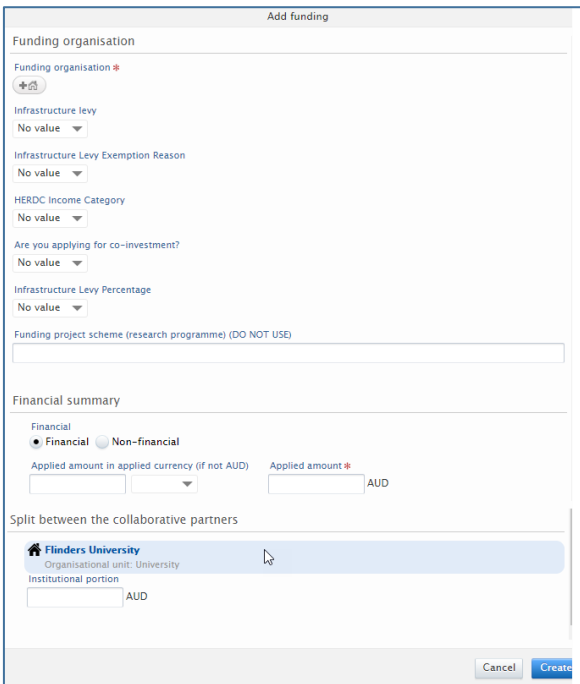 Add funding
Funding organisation
Funding organisation *
+
Infrastructure levy
No value
Infrastructure Levy Exemption Reason
No value
HERDC Income Category
No value
Are you applying for co-investment?
No value
Infrastructure Levy Percentage
No value
Funding project scheme (research programme) (DO NOT USE)
Financial summary
Financial
Financial Non-financial
Applied amount in applied currency (if not AUD) Applied amount *
AUD
Split between the collaborative partners
Flinders University
Organisational unit: University
Institutional portion
AUD
Cancel Create